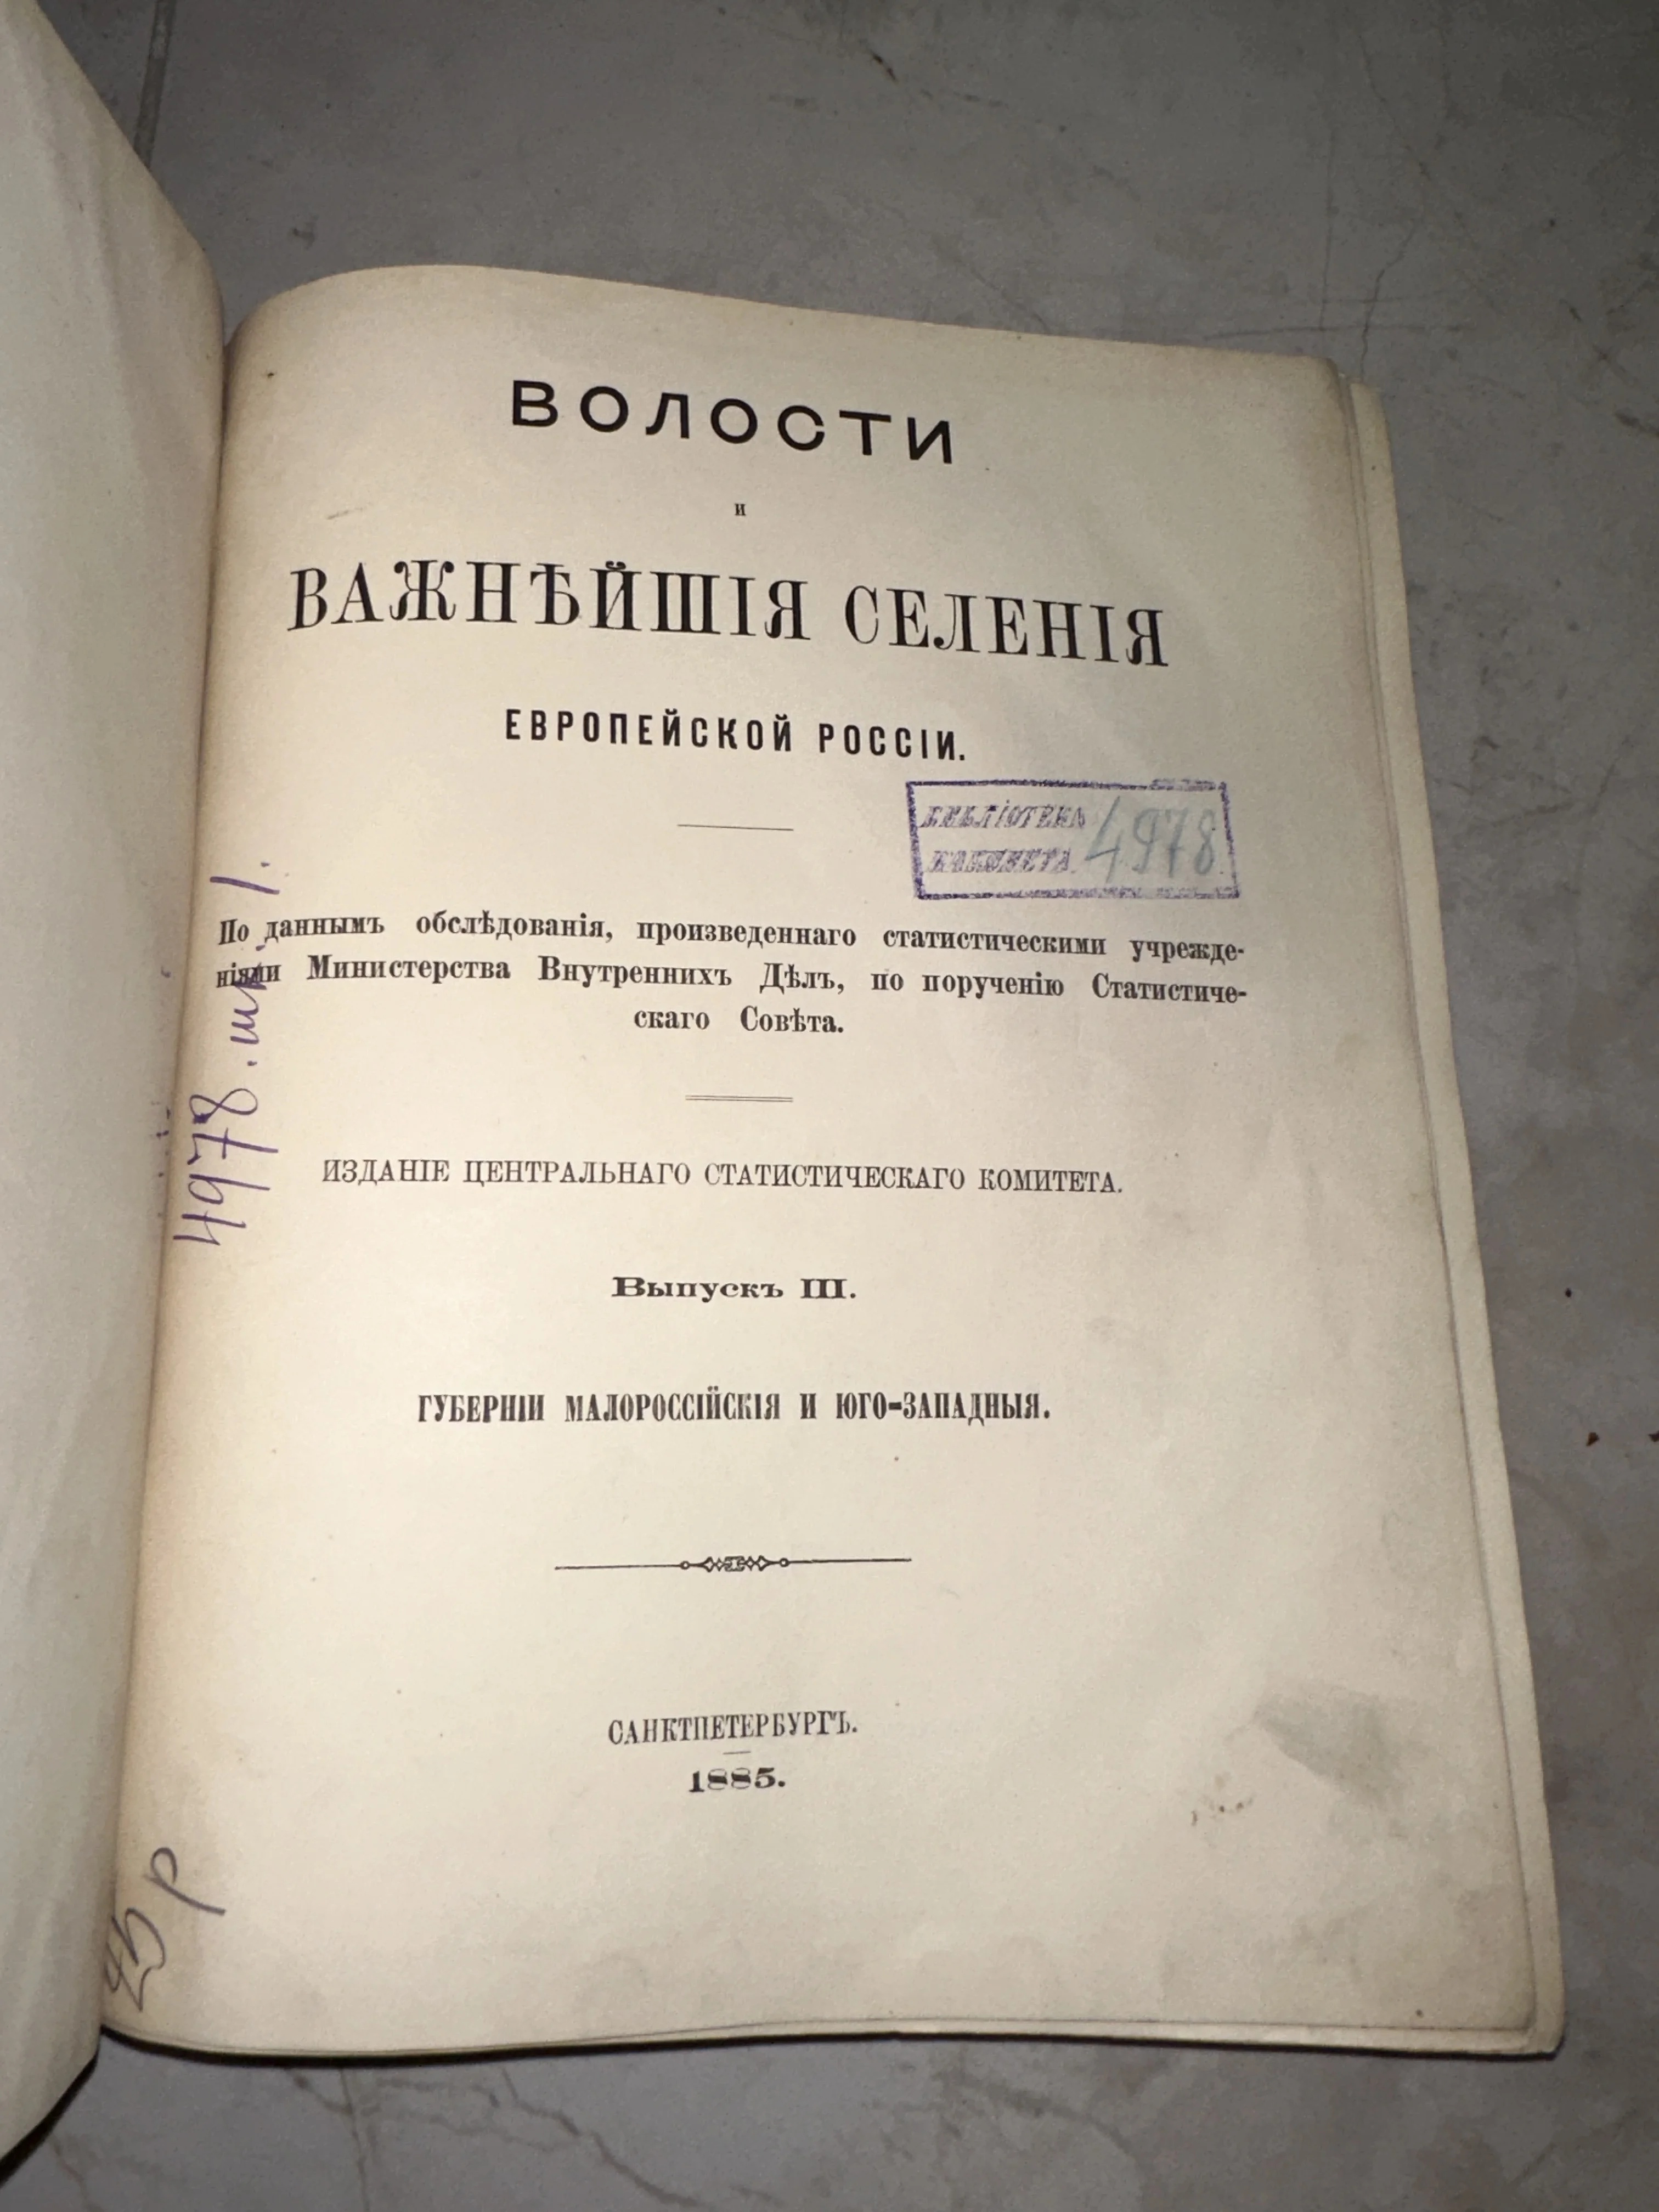 ВОЛОСТИ
и
ВАЖНѢЙШІЯ СЕЛЕНІЯ
ЕВРОПЕЙСКОЙ РОССІИ.
БИБЛІОТЕКА
КАБИНЕТА 4978
По даннымъ обслѣдованія, произведеннаго статистическими учрежде-
ніями Министерства Внутреннихъ Дѣлъ, по порученію Статистиче-
скаго Совѣта.
4978.
ИЗДАНІЕ ЦЕНТРАЛЬНАГО СТАТИСТИЧЕСКАГО КОМИТЕТА.
Выпускъ III.
ГУБЕРНІИ МАЛОРОССІЙСКІЯ И ЮГО-ЗАПАДНЫЯ.
САНКТПЕТЕРБУРГЪ.
1885.